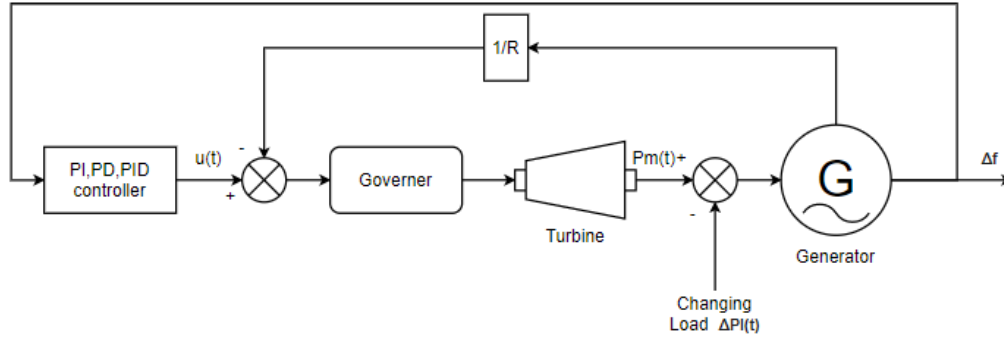 1/R
PI,PD,PID
controller
u(t)
-
+
Governer
Turbine
Pm(t)+
-
G
Generator
Δf
Changing
Load ΔPl(t)